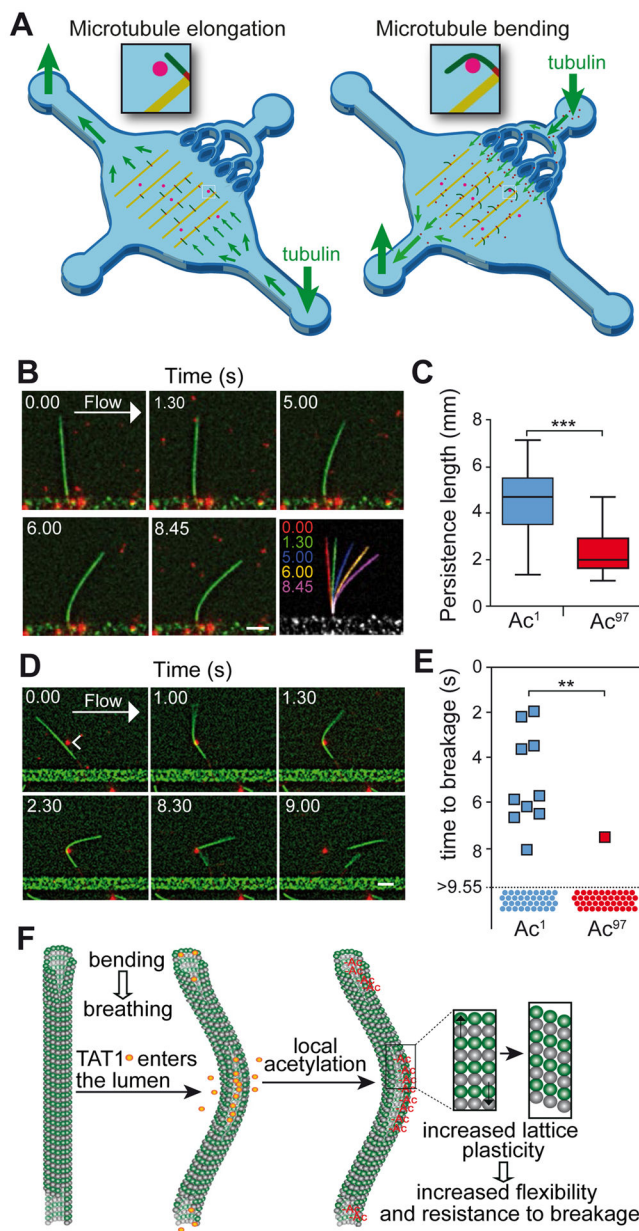 A
Microtubule elongation
Microtubule bending
tubulin
tubulin
B
Time (s)
0.00
Flow
1.30
5.00
6.00
8.45
0.00
1.30
5.00
6.00
8.45
C
Persistence length (mm)
8
6
4
2
0
***
Ac¹
Ac⁹⁷
D
Time (s)
0.00
Flow
1.00
1.30
2.30
8.30
9.00
E
time to breakage (s)
0
2
4
6
8
>9.55
**
Ac¹
Ac⁹⁷
F
bending
breathing
TAT1 enters
the lumen
local
acetylation
Ac
Ac
Ac
increased lattice
plasticity
increased flexibility
and resistance to breakage